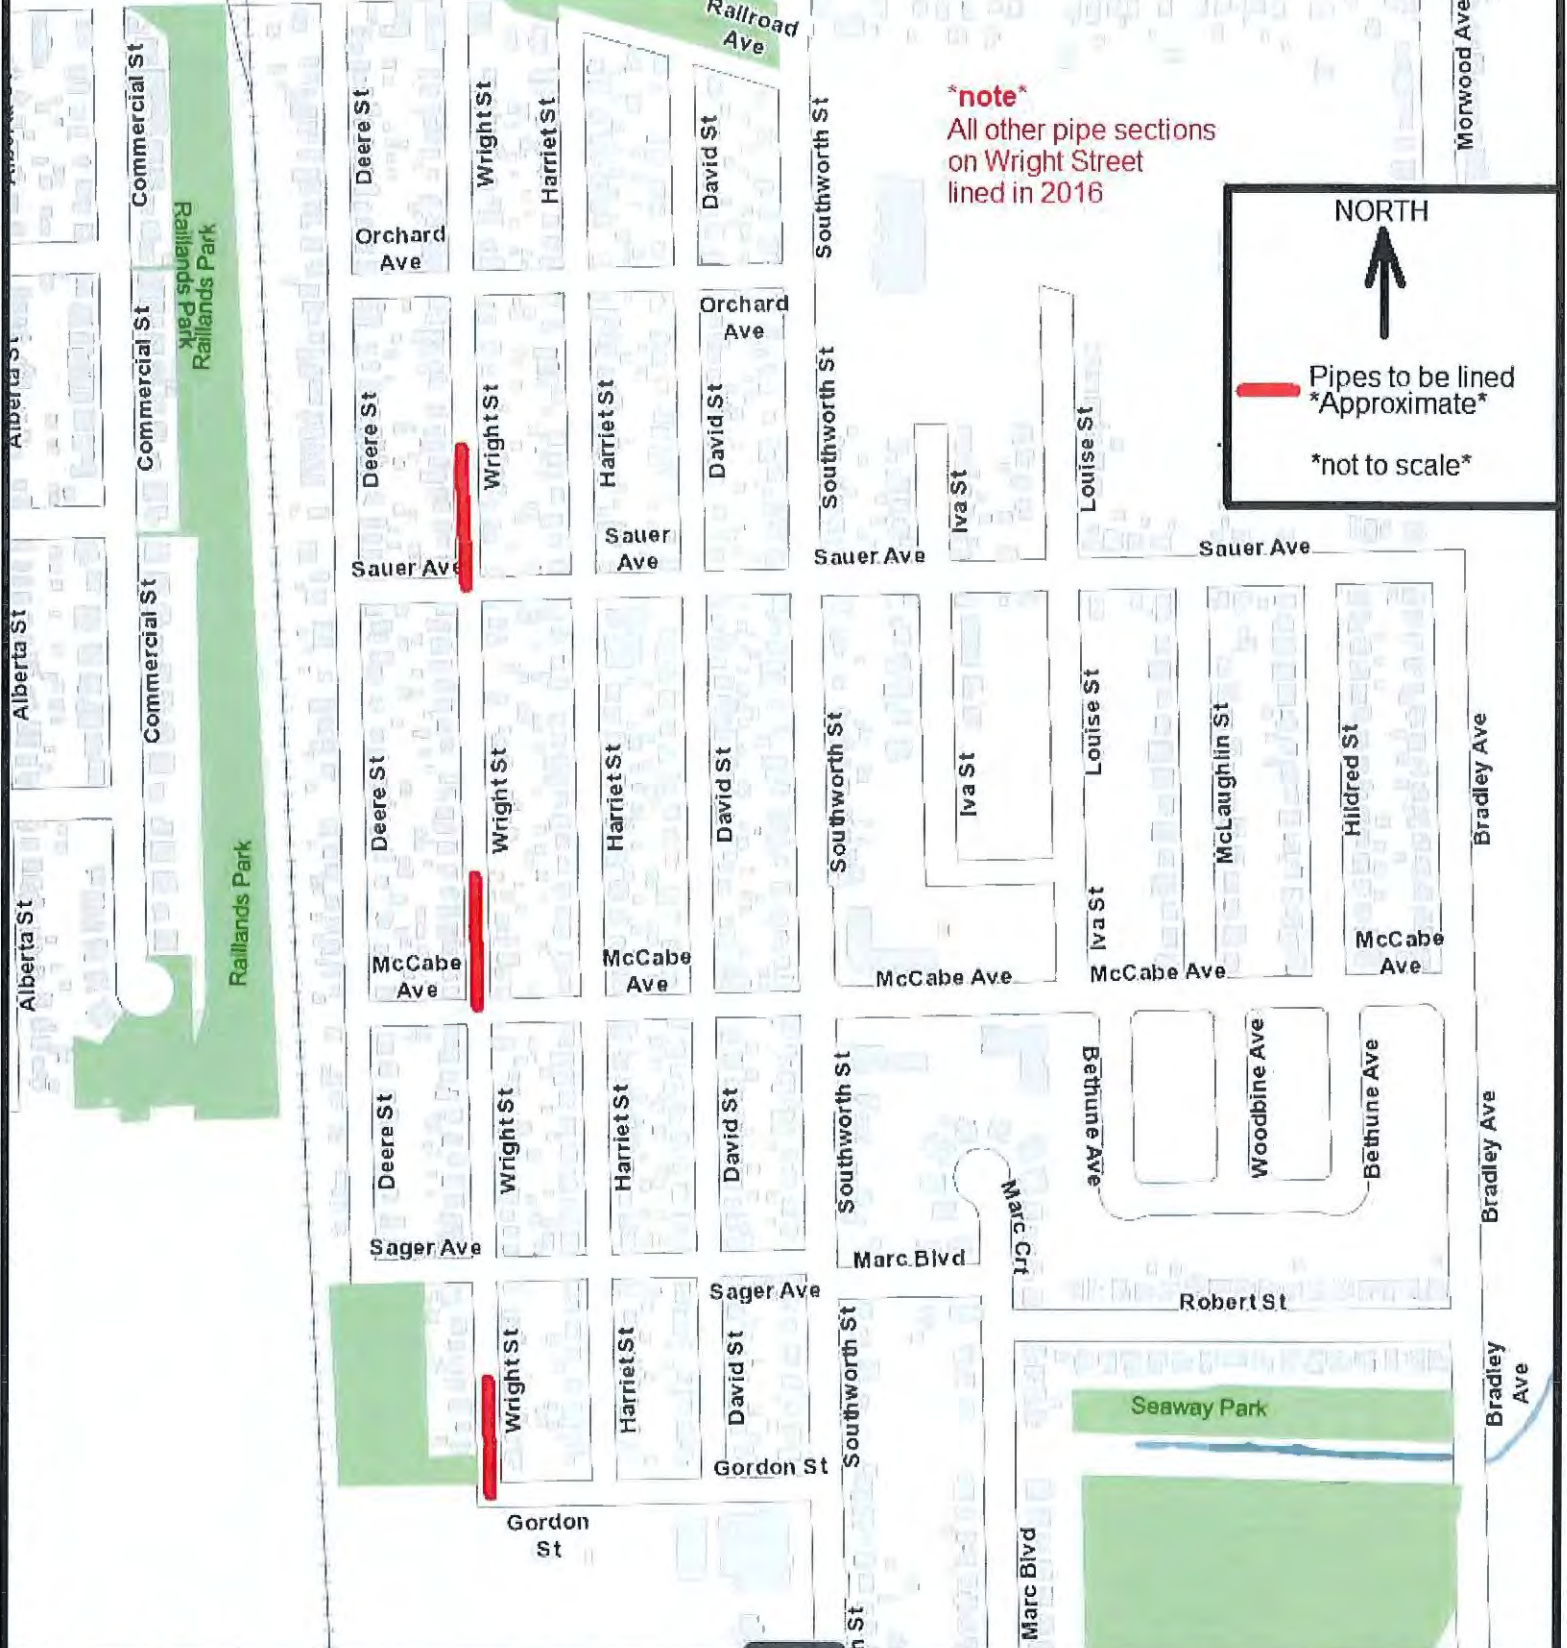 Railroad
Ave
Morwood Ave
Commercial St
Deere St
Wright St
Harriet St
David St
Southworth St
*note*
All other pipe sections
on Wright Street
lined in 2016
NORTH
Pipes to be lined
*Approximate*
*not to scale*
Raillands Park
Raillands Park
Orchard
Ave
Orchard
Ave
Alberta St
Commercial St
Deere St
Wright St
Harriet St
David St
Southworth St
Iva St
Louise St
Sauer Ave
Sauer
Ave
Sauer Ave
Sauer Ave
Alberta St
Commercial St
Deere St
Wright St
Harriet St
David St
Southworth St
Iva St
Louise St
McLaughlin St
Hildred St
Bradley Ave
Alberta St
Raillands Park
McCabe
Ave
McCabe
Ave
McCabe Ave
Iva St
McCabe Ave
McCabe
Ave
Deere St
Wright St
Harriet St
David St
Southworth St
Bethune Ave
Woodbine Ave
Bethune Ave
Bradley Ave
Marc Crt
Sager Ave
Marc Blvd
Sager Ave
Robert St
Wright St
Harriet St
David St
Southworth St
Bradley
Ave
Seaway Park
Gordon St
Gordon
St
Marc Blvd